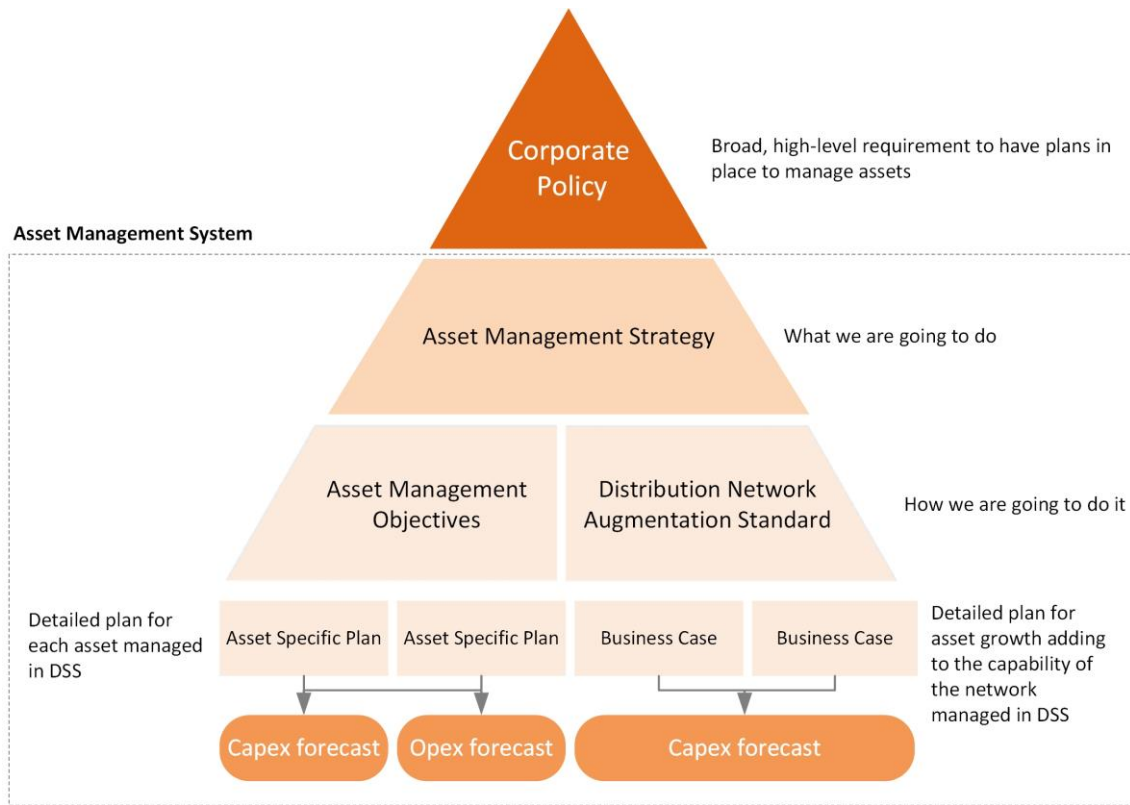 Corporate
Policy
Broad, high-level requirement to have plans in
place to manage assets
Asset Management System
Asset Management Strategy
What we are going to do
Asset Management
Objectives
Distribution Network
Augmentation Standard
How we are going to do it
Detailed plan for
each asset managed
in DSS
Asset Specific Plan
Asset Specific Plan
Business Case
Business Case
Detailed plan for
asset growth adding
to the capability of
the network
managed in DSS
Capex forecast
Opex forecast
Capex forecast